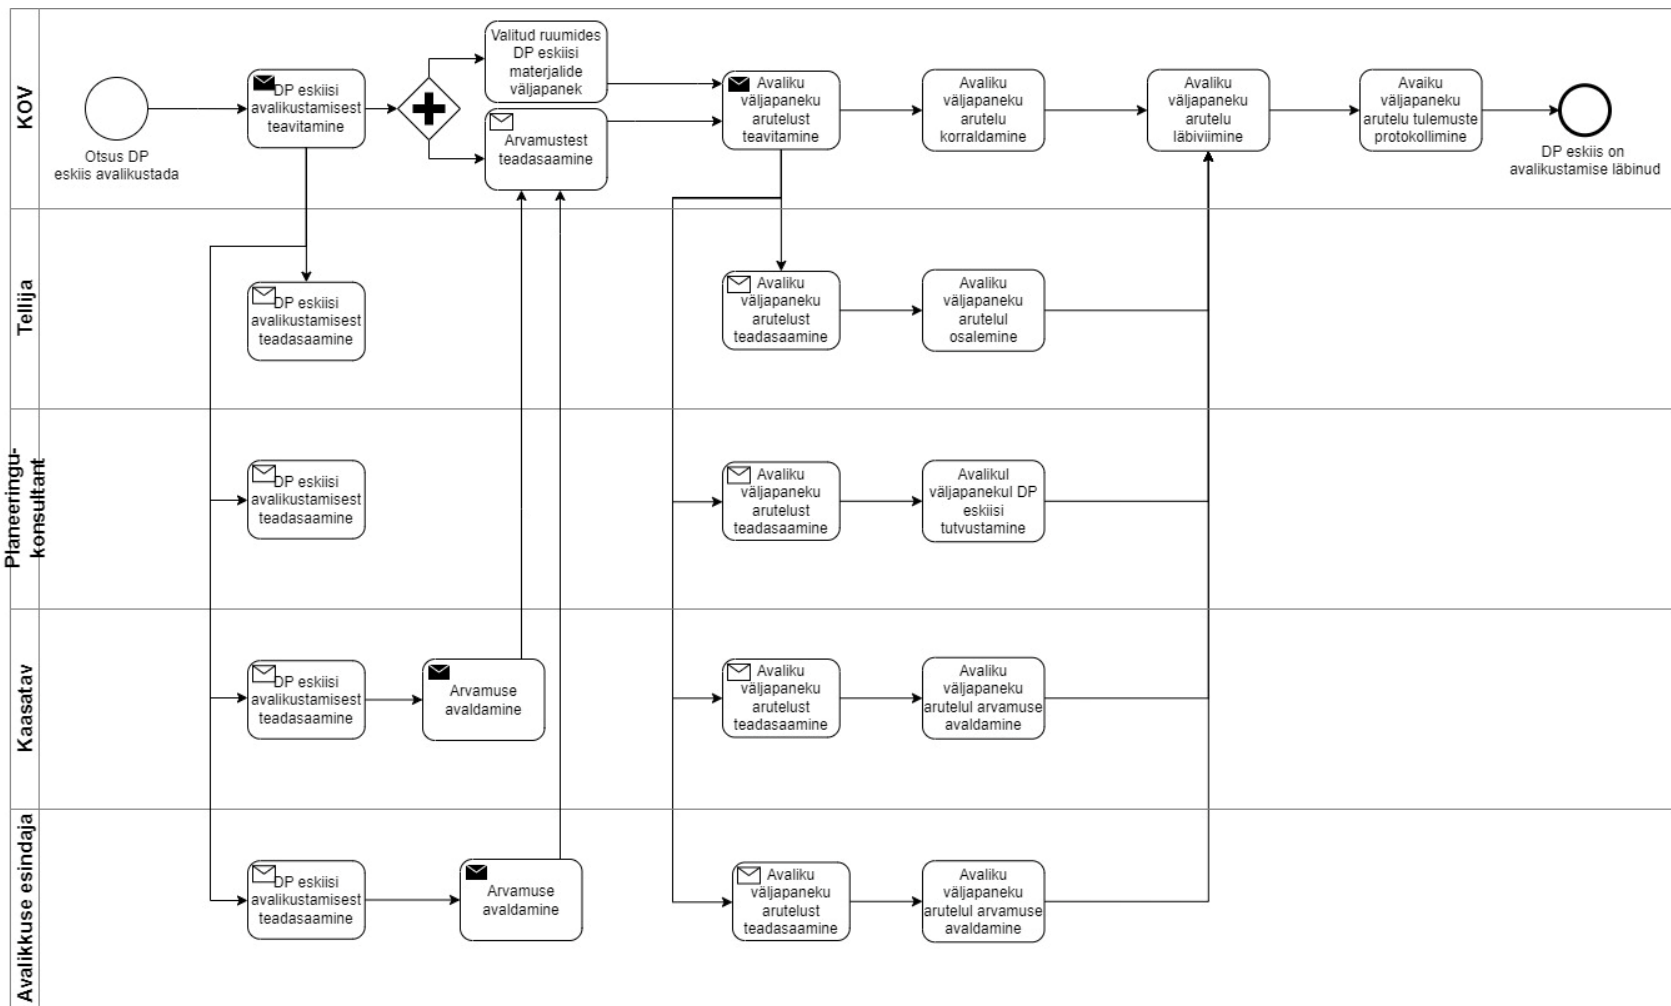 KOV
Otsus DP
eskiis avalikustada
DP eskiisi
avalikustamisest
teavitamine
Valitud ruumides
DP eskiisi
materjalide
väljapanek
Arvamustest
teadasaamine
Avaliku
väljapaneku
arutelust
teavitamine
Avaliku
väljapaneku
arutelu
korraldamine
Avaliku
väljapaneku
arutelu
läbiviimine
Avaiku
väljapaneku
arutelu tulemuste
protokollimine
DP eskiis on
avalikustamise läbinud
Tellija
DP eskiisi
avalikustamisest
teadasaamine
Avaliku
väljapaneku
arutelust
teadasaamine
Avaliku
väljapaneku
arutelul
osalemine
Planeeringu-
konsultant
DP eskiisi
avalikustamisest
teadasaamine
Avaliku
väljapaneku
arutelust
teadasaamine
Avalikul
väljapanekul DP
eskiisi
tutvustamine
Kaasatav
DP eskiisi
avalikustamisest
teadasaamine
Arvamuse
avaldamine
Avaliku
väljapaneku
arutelust
teadasaamine
Avaliku
väljapaneku
arutelul arvamuse
avaldamine
Avalikkuse esindaja
DP eskiisi
avalikustamisest
teadasaamine
Arvamuse
avaldamine
Avaliku
väljapaneku
arutelust
teadasaamine
Avaliku
väljapaneku
arutelul arvamuse
avaldamine